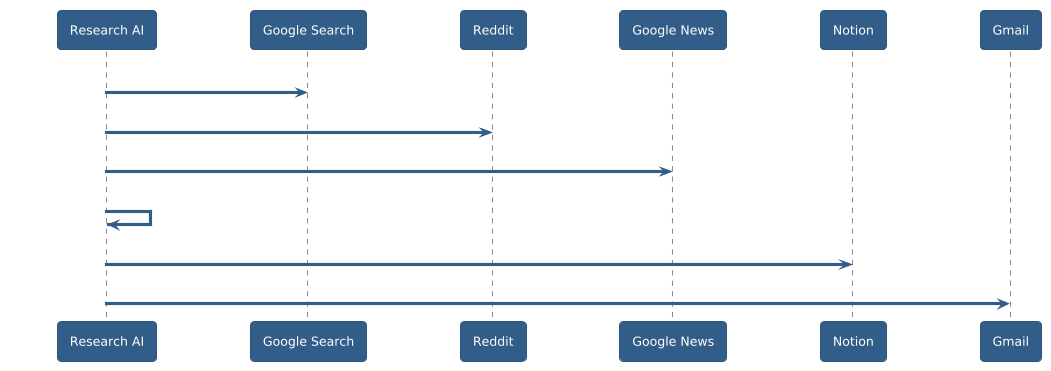 Research AI
Google Search
Reddit
Google News
Notion
Gmail
Research AI
Google Search
Reddit
Google News
Notion
Gmail